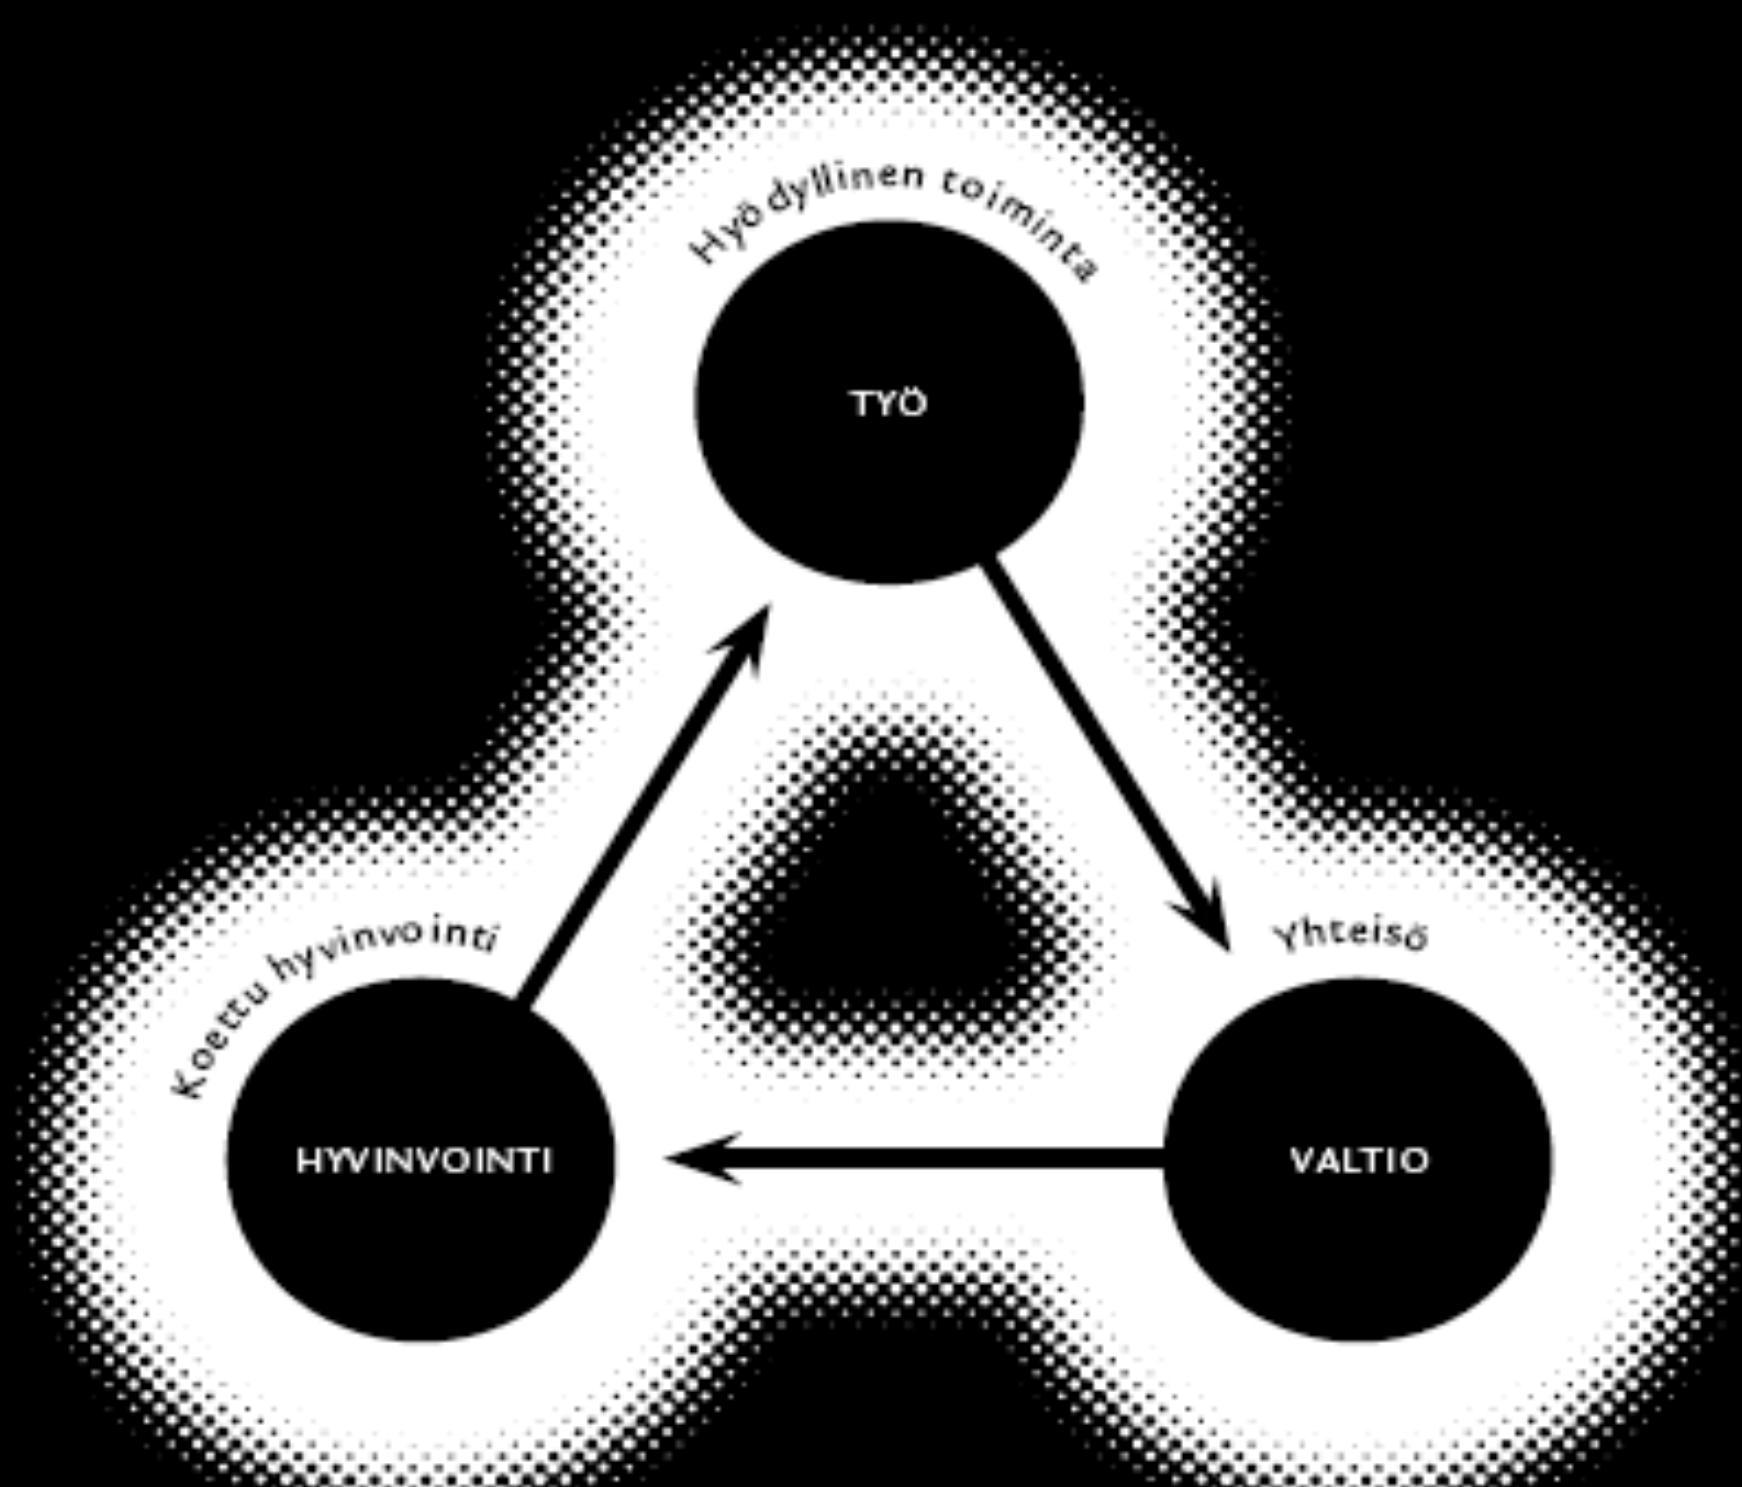 Hyödyllinen toiminta
TYÖ
Koettu hyvinvointi
Yhteisö
HYVINVOINTI
VALTIO